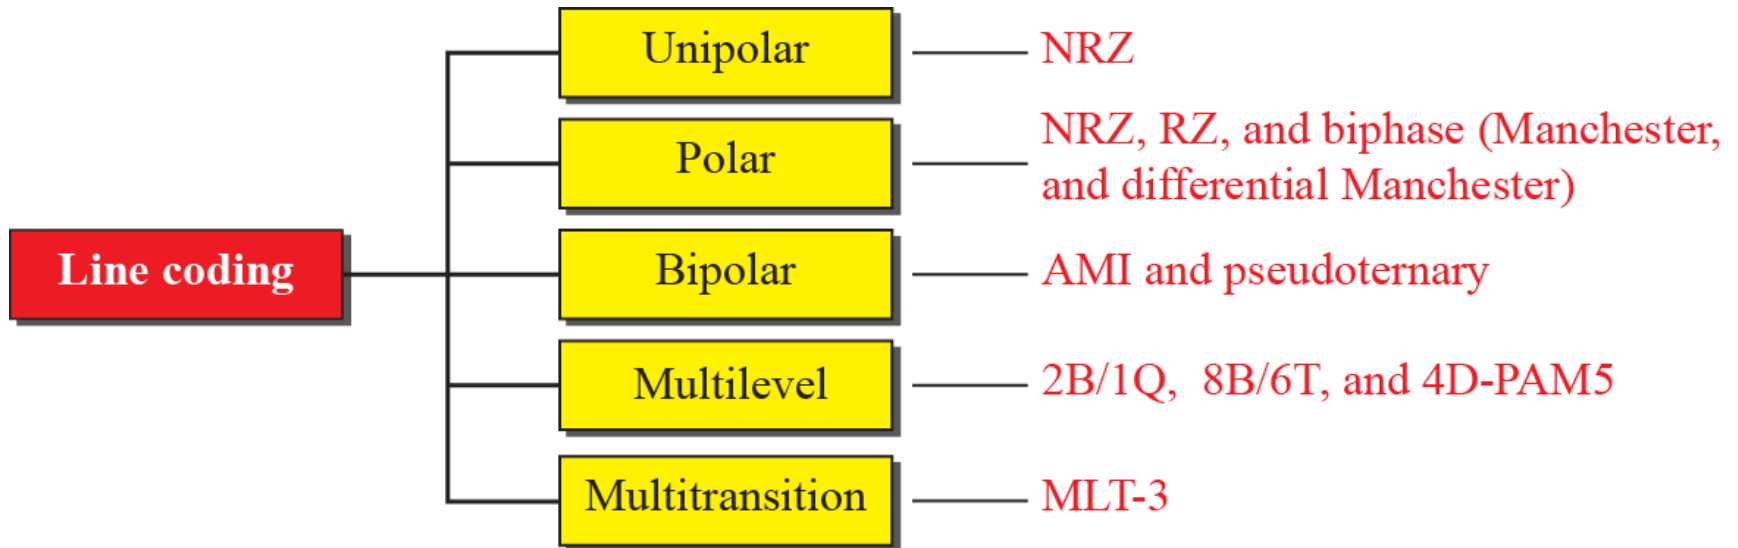 Unipolar
NRZ
Polar
NRZ, RZ, and biphase (Manchester,
and differential Manchester)
Line coding
Bipolar
AMI and pseudoternary
Multilevel
2B/1Q, 8B/6T, and 4D-PAM5
Multitransition
MLT-3